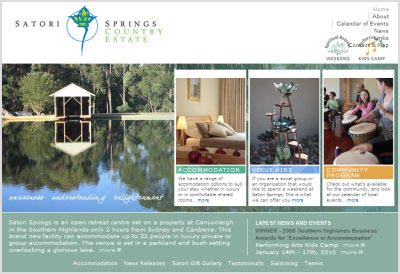 SATORI SPRINGS
COUNTRY
ESTATE
Home
| About
| Calendar of Events
News
Links
Contact & Map
WEEKEND
KIDS CAMP
ACCOMMODATION
We have a range of
accomodation options to suit
your stay whether in luxury
or in comfortable shared
rooms.. more
VENUE HIRE
If you are a social group or
an organisation that would
like to spend a weekend at
Satori Springs, this is what
we can offer you more
COMMUNITY
PROGRAM
Check out what's available
for the community, and look
at our calender of local
events.. more
awareness understanding enlightenment
Satori Springs is an open retreat centre set on a property at Canyonleigh
in the Southern Highlands only 2 hours from Sydney and Canberra. This
brand new facility can accommodate up to 32 people in luxury private or
group accommodation. The venue is set in a parkland and bush setting
overlooking a glorious lake. more
LATEST NEWS AND EVENTS
WINNER - 2008 Southern Highlands Business
Awards for 'Excellence in Accommodation'
Performing Arts Kids Camp more
January 14th - 17th, 2010 more
Accommodation News Releases Satori Gift Gallery Testimonials Swimming Tennis